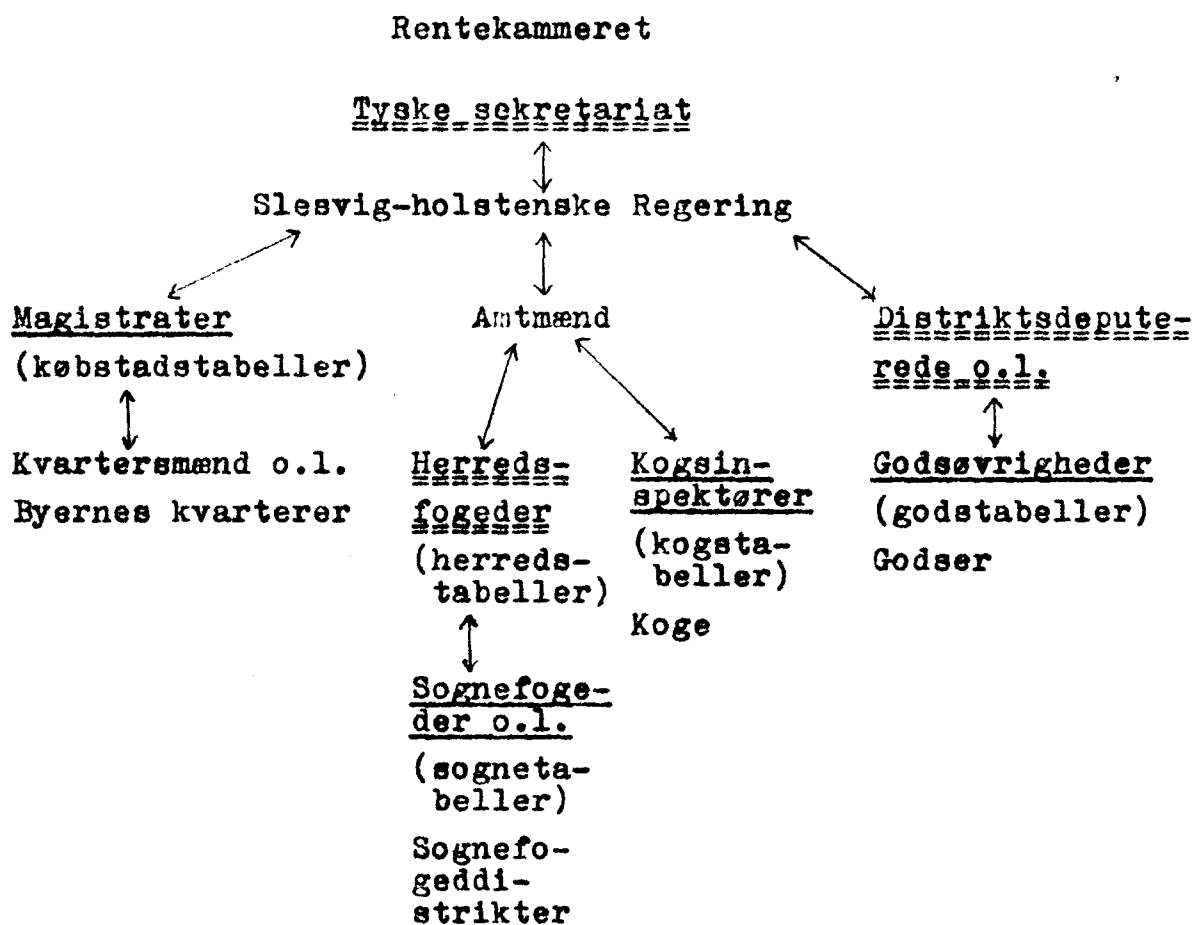 Rentekammeret
Tyske sekretariat
Slesvig-holstenske Regering
Magistrater
(købstadstabeller)
Kvartersmænd o.l.
Byernes kvarterer
Amtmænd
Herreds-
fogeder
(herreds-
tabeller)
Sognefoge-
der o.l.
(sogneta-
beller)
Sognefo-
geddi-
strikter
Kogsin-
spektører
(kogsta-
beller)
Koge
Distriktsdepute-
rede o.l.
Godsøvrigheder
(godstabeller)
Godser